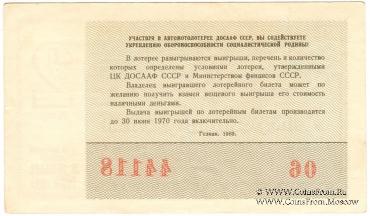 УЧАСТВУЯ В АВТОМОТОЛОТЕРЕЕ ДОСААФ СССР, ВЫ СОДЕЙСТВУЕТЕ
УКРЕПЛЕНИЮ ОБОРОНОСПОСОБНОСТИ СОЦИАЛИСТИЧЕСКОЙ РОДИНЫ!
В лотерее разыгрываются выигрыши, перечень и количество
которых определены условиями лотереи, утвержденными
ЦК ДОСААФ СССР и Министерством финансов СССР.
Владелец выигравшего лотерейного билета может по
желанию получить взамен вещевого выигрыша его стоимость
наличными деньгами.
Выдача выигрышей по лотерейным билетам производится
до 30 июня 1970 года включительно.
Гознак. 1969.
06 44118
© CoinsFROM.Ru
CoinsFrom.Moscow